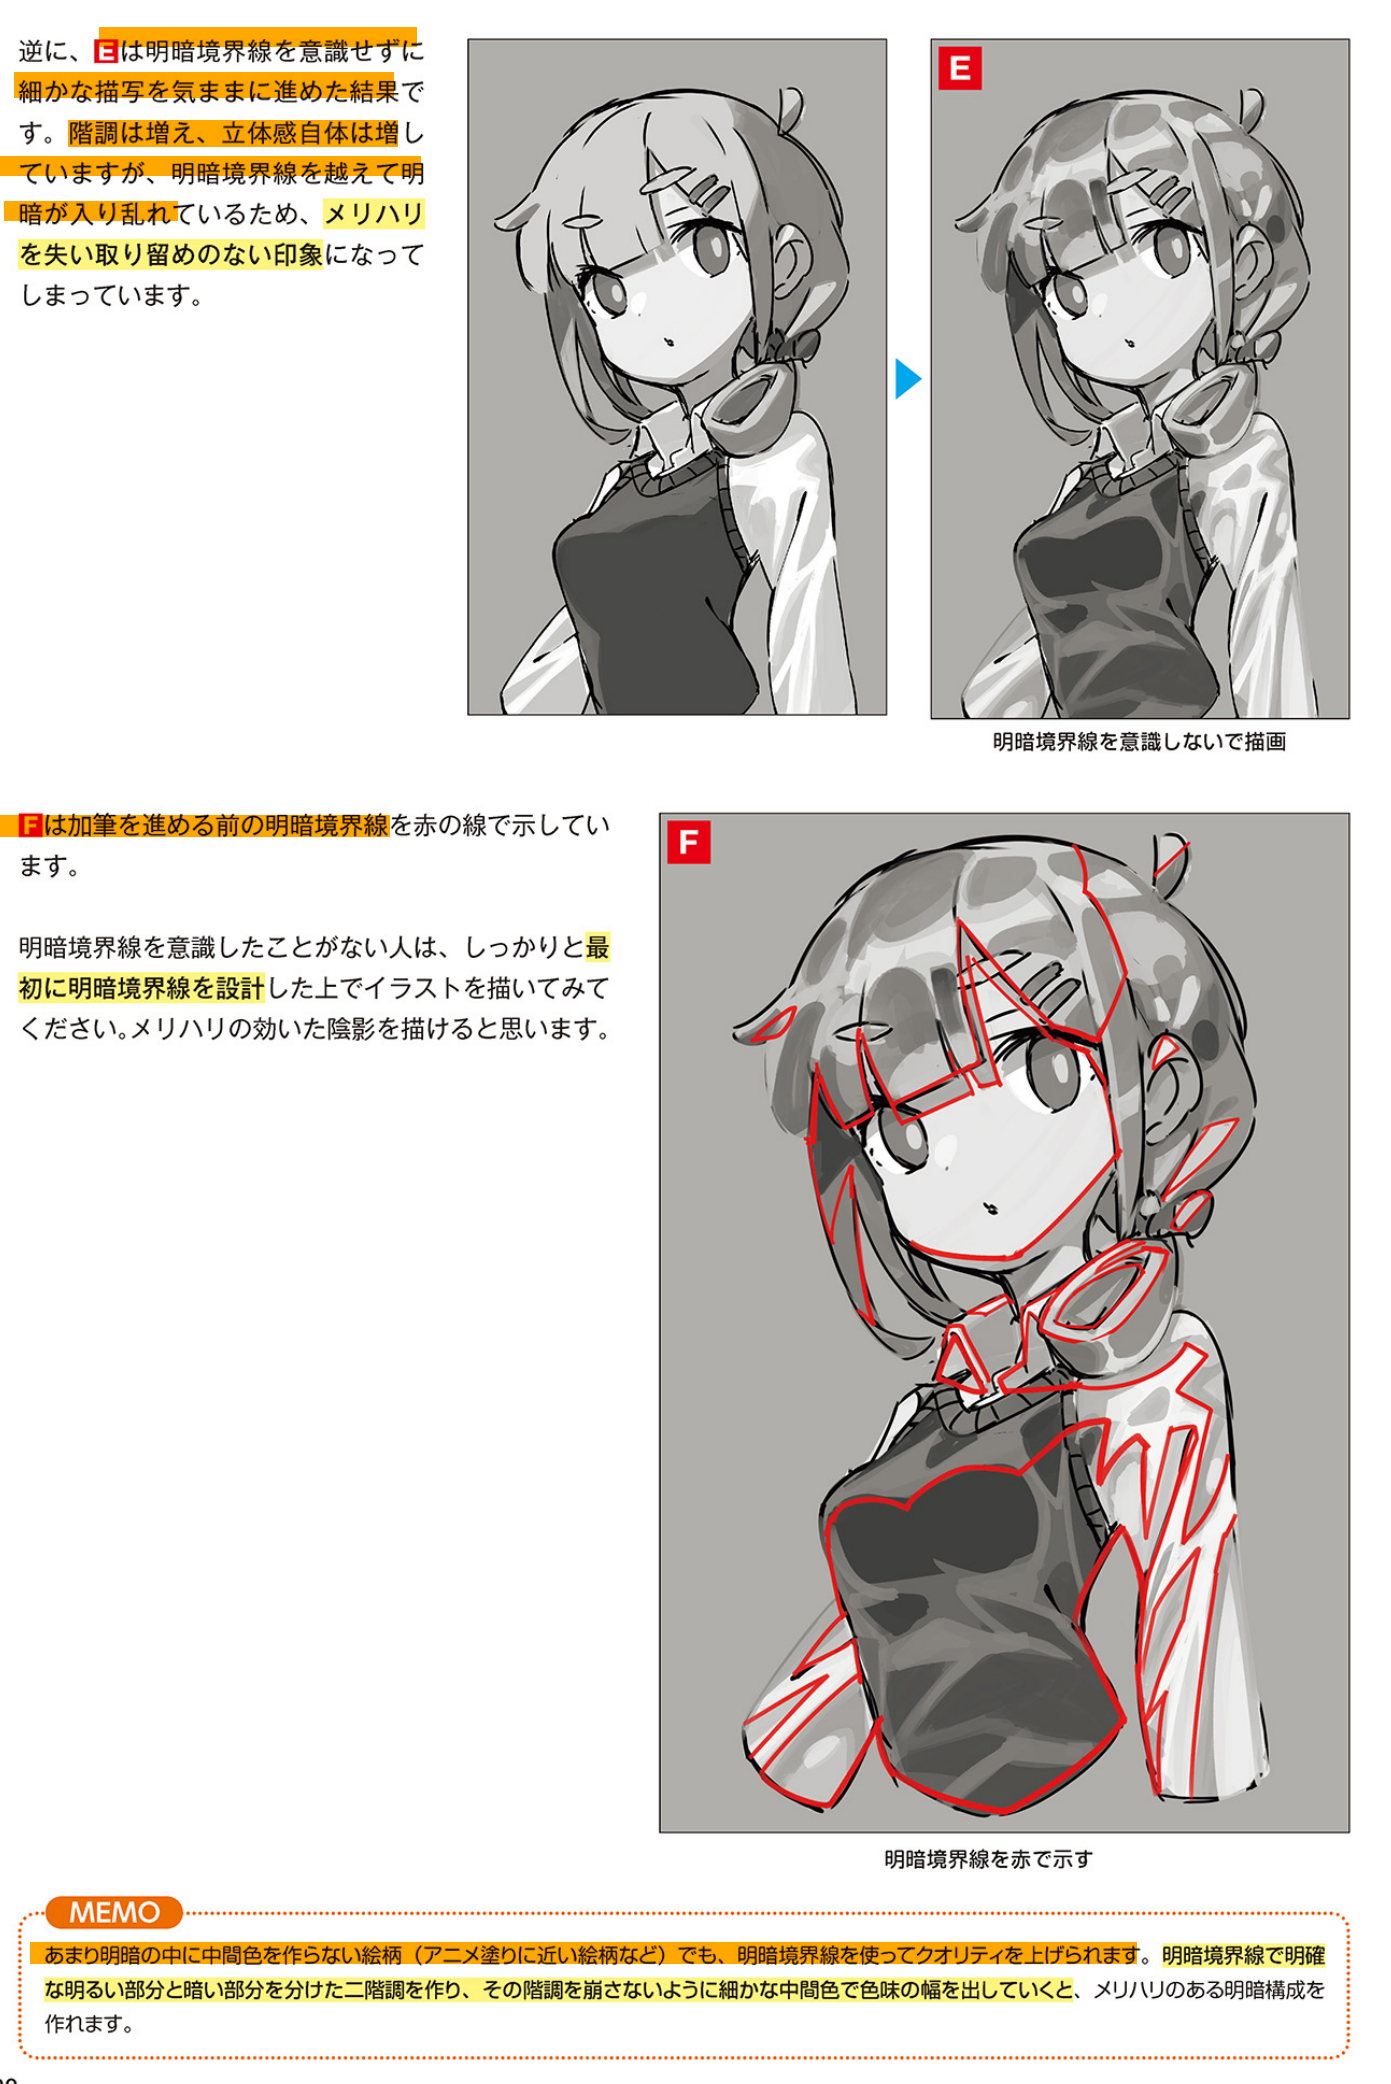 逆に、Eは明暗境界線を意識せずに
細かな描写を気ままに進めた結果で
す。階調は増え、立体感自体は増し
ていますが、明暗境界線を越えて明
暗が入り乱れているため、メリハリ
を失い取り留めのない印象になって
しまっています。
E
明暗境界線を意識しないで描画
Fは加筆を進める前の明暗境界線を赤の線で示してい
ます。
明暗境界線を意識したことがない人は、しっかりと最
初に明暗境界線を設計した上でイラストを描いてみて
ください。メリハリの効いた陰影を描けると思います。
F
明暗境界線を赤で示す
MEMO
あまり明暗の中に中間色を作らない絵柄（アニメ塗りに近い絵柄など）でも、明暗境界線を使ってクオリティを上げられます。明暗境界線で明確
な明るい部分と暗い部分を分けた二階調を作り、その階調を崩さないように細かな中間色で色味の幅を出していくと、メリハリのある明暗構成を
作れます。